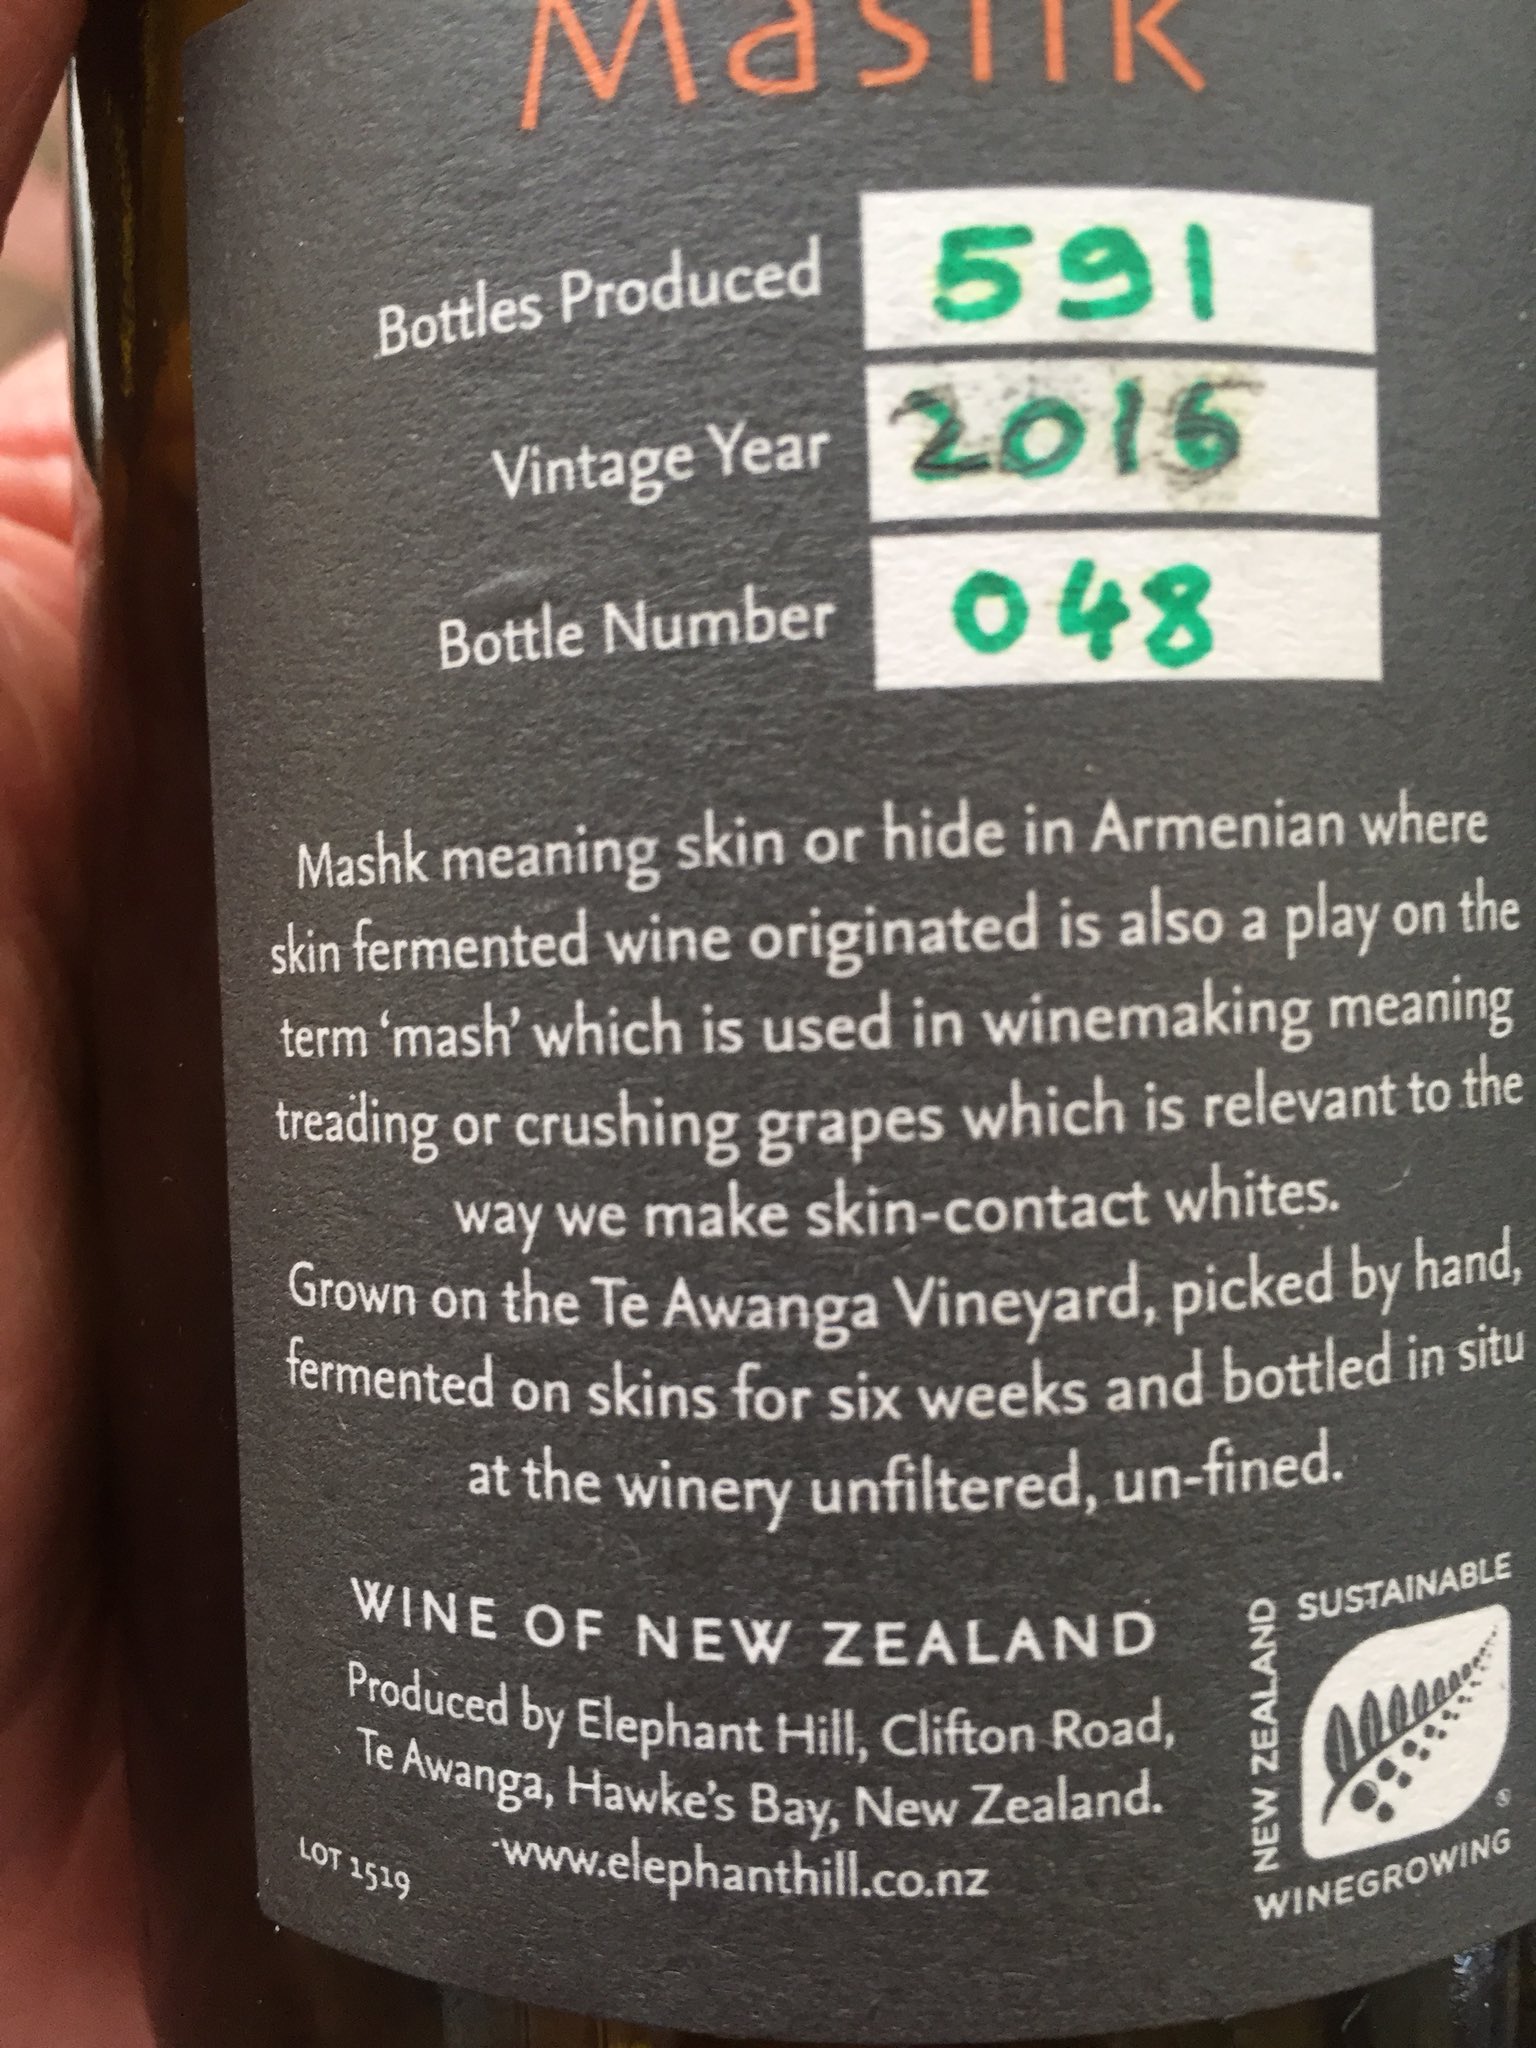 Mashk
Bottles Produced 591
Vintage Year
Bottle Number 048
Mashk meaning skin or hide in Armenian where
skin fermented wine originated is also a play on the
term ‘mash’ which is used in winemaking meaning
treading or crushing grapes which is relevant to the
way we make skin-contact whites.
Grown on the Te Awanga Vineyard, picked by hand,
fermented on skins for six weeks and bottled in situ
at the winery unfiltered, un-fined.
WINE OF NEW ZEALAND
Produced by Elephant Hill, Clifton Road,
Te Awanga, Hawke’s Bay, New Zealand.
www.elephanthill.co.nz
LOT 1519
SUSTAINABLE
NEW ZEALAND
WINEGROWING